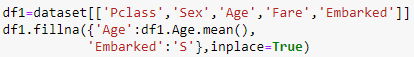 df1=dataset[['Pclass','Sex','Age','Fare','Embarked']]
df1.fillna({'Age':df1.Age.mean(),
'Embarked':'S'},inplace=True)